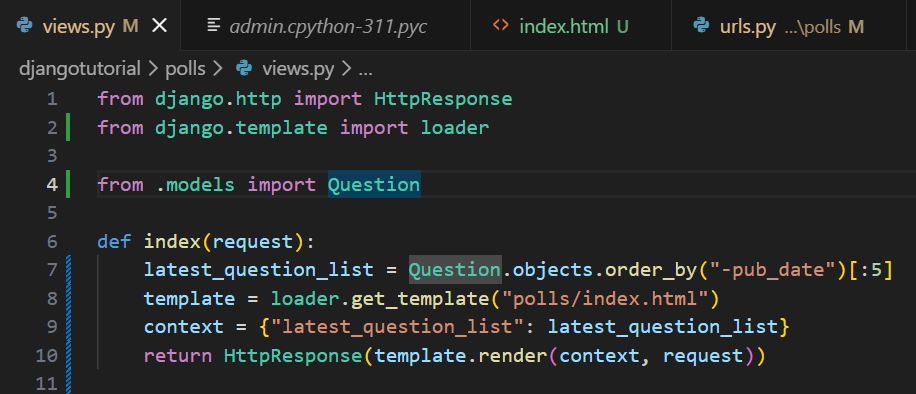 views.py M admin.cpython-311.pyc index.html U urls.py ...\polls M
djangotutorial > polls > views.py > ...
1 from django.http import HttpResponse
2 from django.template import loader
3
4 from .models import Question
5
6 def index(request):
7     latest_question_list = Question.objects.order_by("-pub_date")[:5]
8     template = loader.get_template("polls/index.html")
9     context = {"latest_question_list": latest_question_list}
10     return HttpResponse(template.render(context, request))
11